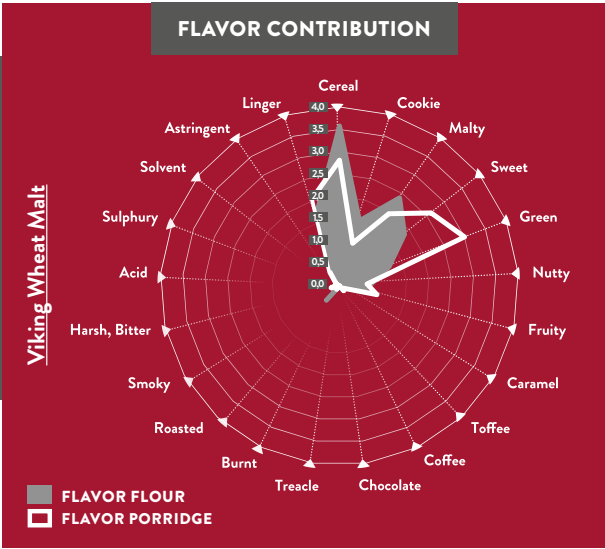 FLAVOR CONTRIBUTION
Cereal
Cookie
Malty
Sweet
Green
Nutty
Fruity
Caramel
Toffee
Coffee
Chocolate
Treacle
Burnt
Roasted
Smoky
Harsh, Bitter
Acid
Sulphury
Solvent
Astringent
Linger
4,0
3,5
3,0
2,5
2,0
1,5
1,0
0,5
0,0
Viking Wheat Malt
FLAVOR FLOUR
FLAVOR PORRIDGE